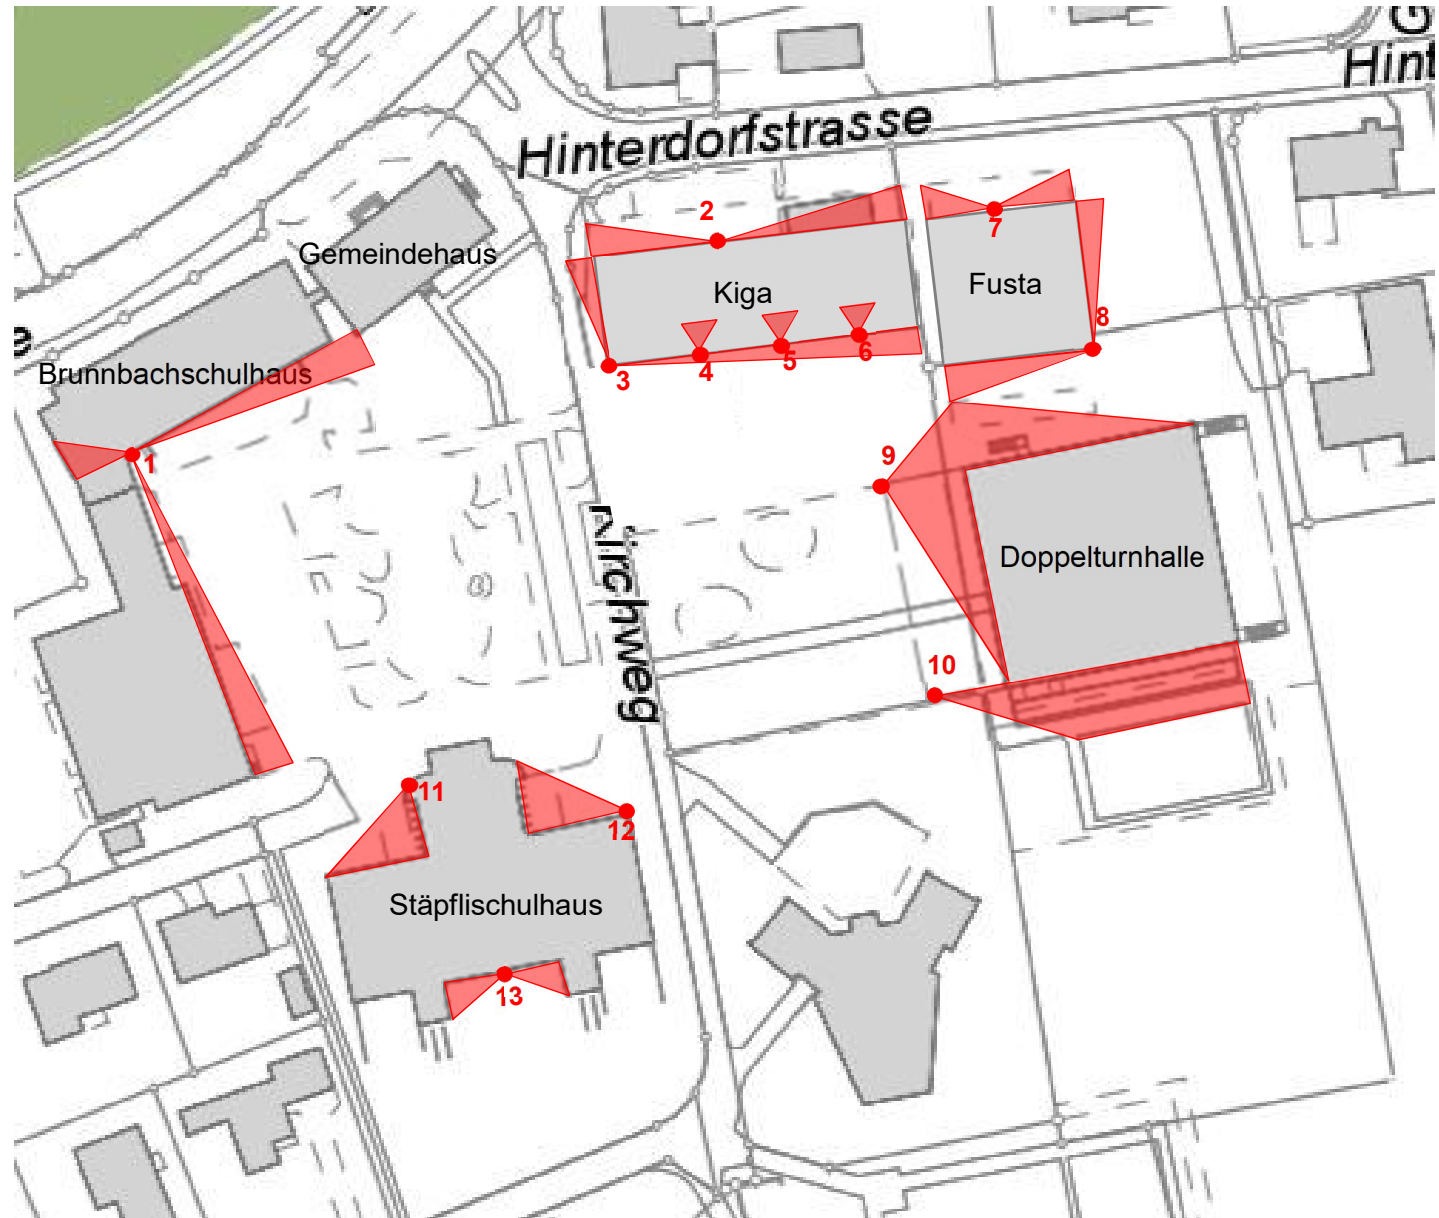 G
Hint
Hinterdorfstrasse
2
7
Gemeindehaus
Kiga
Fusta
8
e
Brunnbachschulhaus
3
4
5
6
1
9
Doppelturnhalle
Kirchweg
10
11
12
Stäpflischulhaus
13